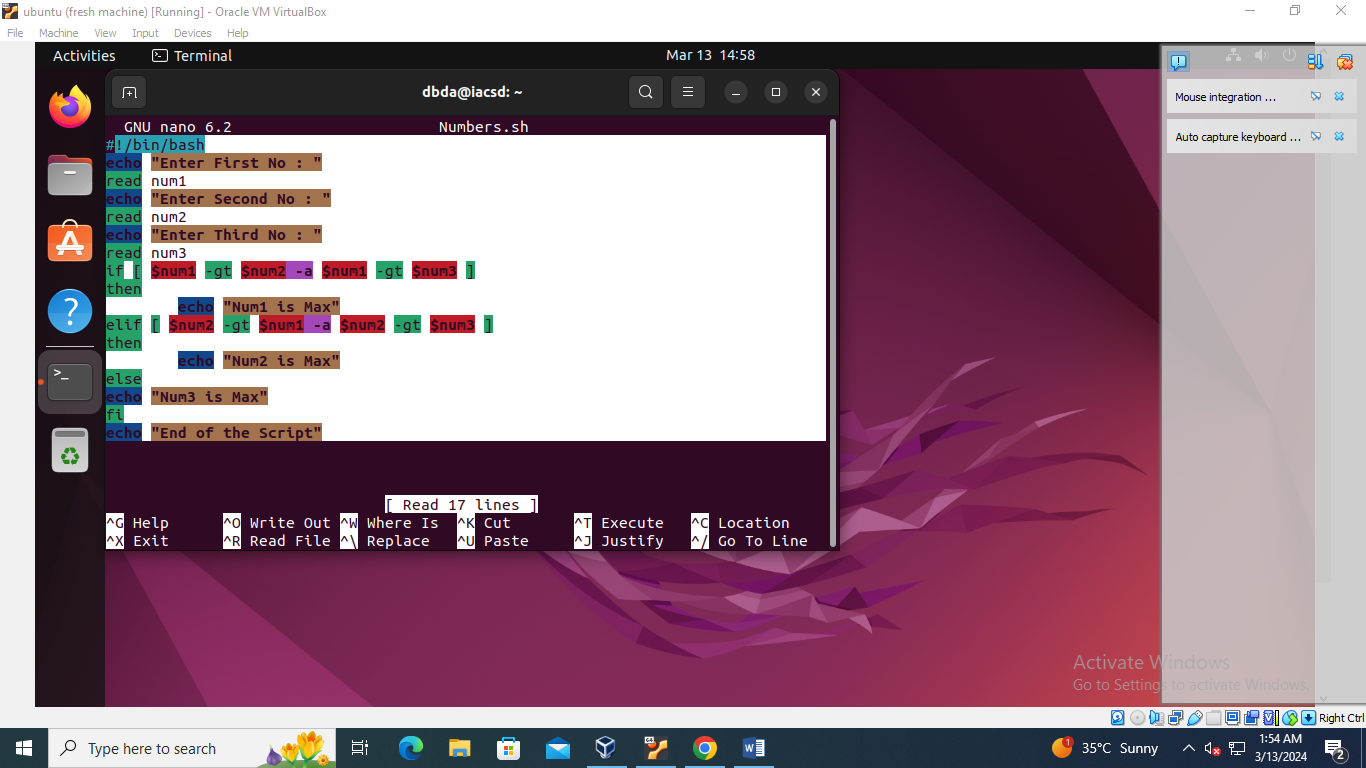 ubuntu (fresh machine) [Running] - Oracle VM VirtualBox
File Machine View Input Devices Help
Activities Terminal Mar 13 14:58
dbda@iacsd: ~
GNU nano 6.2 Numbers.sh
#!/bin/bash
echo "Enter First No : "
read num1
echo "Enter Second No : "
read num2
echo "Enter Third No : "
read num3
if [ $num1 -gt $num2 -a $num1 -gt $num3 ]
then
echo "Num1 is Max"
elif [ $num2 -gt $num1 -a $num2 -gt $num3 ]
then
echo "Num2 is Max"
else
echo "Num3 is Max"
fi
echo "End of the Script"
[ Read 17 lines ]
^G Help ^O Write Out ^W Where Is ^K Cut ^T Execute ^C Location
^X Exit ^R Read File ^\ Replace ^U Paste ^J Justify ^/ Go To Line
Mouse integration ...
Auto capture keyboard ...
Activate Windows
Go to Settings to activate Windows.
Right Ctrl
Type here to search
1
35°C Sunny
1:54 AM
3/13/2024
2